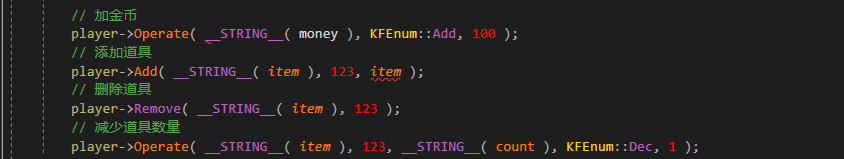 // 加金币
player->Operate( __STRING__( money ), KFEnum::Add, 100 );
// 添加道具
player->Add( __STRING__( item ), 123, item );
// 删除道具
player->Remove( __STRING__( item ), 123 );
// 减少道具数量
player->Operate( __STRING__( item ), 123, __STRING__( count ), KFEnum::Dec, 1 );